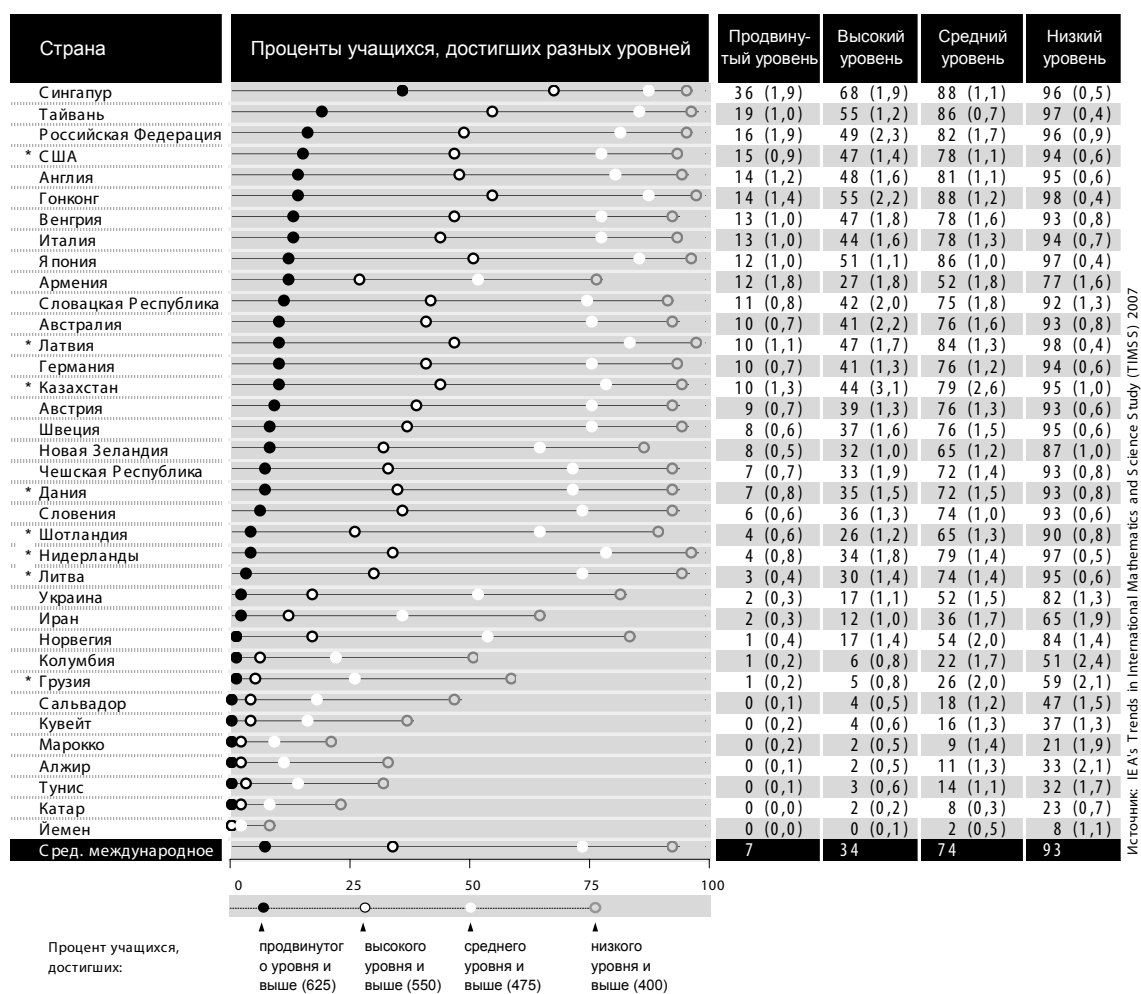 Страна Проценты учащихся, достигших разных уровней Продвину- Высокий Средний Низкий
тый уровень уровень уровень уровень
Сингапур 36 (1,9) 68 (1,9) 88 (1,1) 96 (0,5)
Тайвань 19 (1,0) 55 (1,2) 86 (0,7) 97 (0,4)
Российская Федерация 16 (1,9) 49 (2,3) 82 (1,7) 96 (0,9)
* США 15 (0,9) 47 (1,4) 78 (1,1) 94 (0,6)
Англия 14 (1,2) 48 (1,6) 81 (1,1) 95 (0,6)
Гонконг 14 (1,4) 55 (2,2) 88 (1,2) 98 (0,4)
Венгрия 13 (1,0) 47 (1,8) 78 (1,6) 93 (0,8)
Италия 13 (1,0) 44 (1,6) 78 (1,3) 94 (0,7)
Япония 12 (1,0) 51 (1,1) 86 (1,0) 97 (0,4)
Армения 12 (1,8) 27 (1,8) 52 (1,8) 77 (1,6)
Словацкая Республика 11 (0,8) 42 (2,0) 75 (1,8) 92 (1,3)
Австралия 10 (0,7) 41 (2,2) 76 (1,6) 93 (0,8)
* Латвия 10 (1,1) 47 (1,7) 84 (1,3) 98 (0,4)
Германия 10 (0,7) 41 (1,3) 76 (1,2) 94 (0,6)
* Казахстан 10 (1,3) 44 (3,1) 79 (2,6) 95 (1,0)
Австрия 9 (0,7) 39 (1,3) 76 (1,3) 93 (0,6)
Швеция 8 (0,6) 37 (1,6) 76 (1,5) 95 (0,6)
Новая Зеландия 8 (0,5) 32 (1,0) 65 (1,2) 87 (1,0)
Чешская Республика 7 (0,7) 33 (1,9) 72 (1,4) 93 (0,8)
* Дания 7 (0,8) 35 (1,5) 72 (1,5) 93 (0,8)
Словения 6 (0,6) 36 (1,3) 74 (1,0) 93 (0,6)
* Шотландия 4 (0,6) 26 (1,2) 65 (1,3) 90 (0,8)
* Нидерланды 4 (0,8) 34 (1,8) 79 (1,4) 97 (0,5)
* Литва 3 (0,4) 30 (1,4) 74 (1,4) 95 (0,6)
Украина 2 (0,3) 17 (1,1) 52 (1,5) 82 (1,3)
Иран 2 (0,3) 12 (1,0) 36 (1,7) 65 (1,9)
Норвегия 1 (0,4) 17 (1,4) 54 (2,0) 84 (1,4)
Колумбия 1 (0,2) 6 (0,8) 22 (1,7) 51 (2,4)
* Грузия 1 (0,2) 5 (0,8) 26 (2,0) 59 (2,1)
Сальвадор 0 (0,1) 4 (0,5) 18 (1,2) 47 (1,5)
Кувейт 0 (0,2) 4 (0,6) 16 (1,3) 37 (1,3)
Марокко 0 (0,2) 2 (0,5) 9 (1,4) 21 (1,9)
Алжир 0 (0,1) 2 (0,5) 11 (1,3) 33 (2,1)
Тунис 0 (0,1) 3 (0,6) 14 (1,1) 32 (1,7)
Катар 0 (0,0) 2 (0,2) 8 (0,3) 23 (0,7)
Йемен 0 (0,0) 0 (0,1) 2 (0,5) 8 (1,1)
Сред. международное 7 34 74 93
0 25 50 75 100
Процент учащихся, продвинутог высокого среднего низкого
достигших: о уровня и уровня и уровня и уровня и
выше (625) выше (550) выше (475) выше (400)
Источник: IEA's Trends in International Mathematics and Science Study (TIMSS) 2007